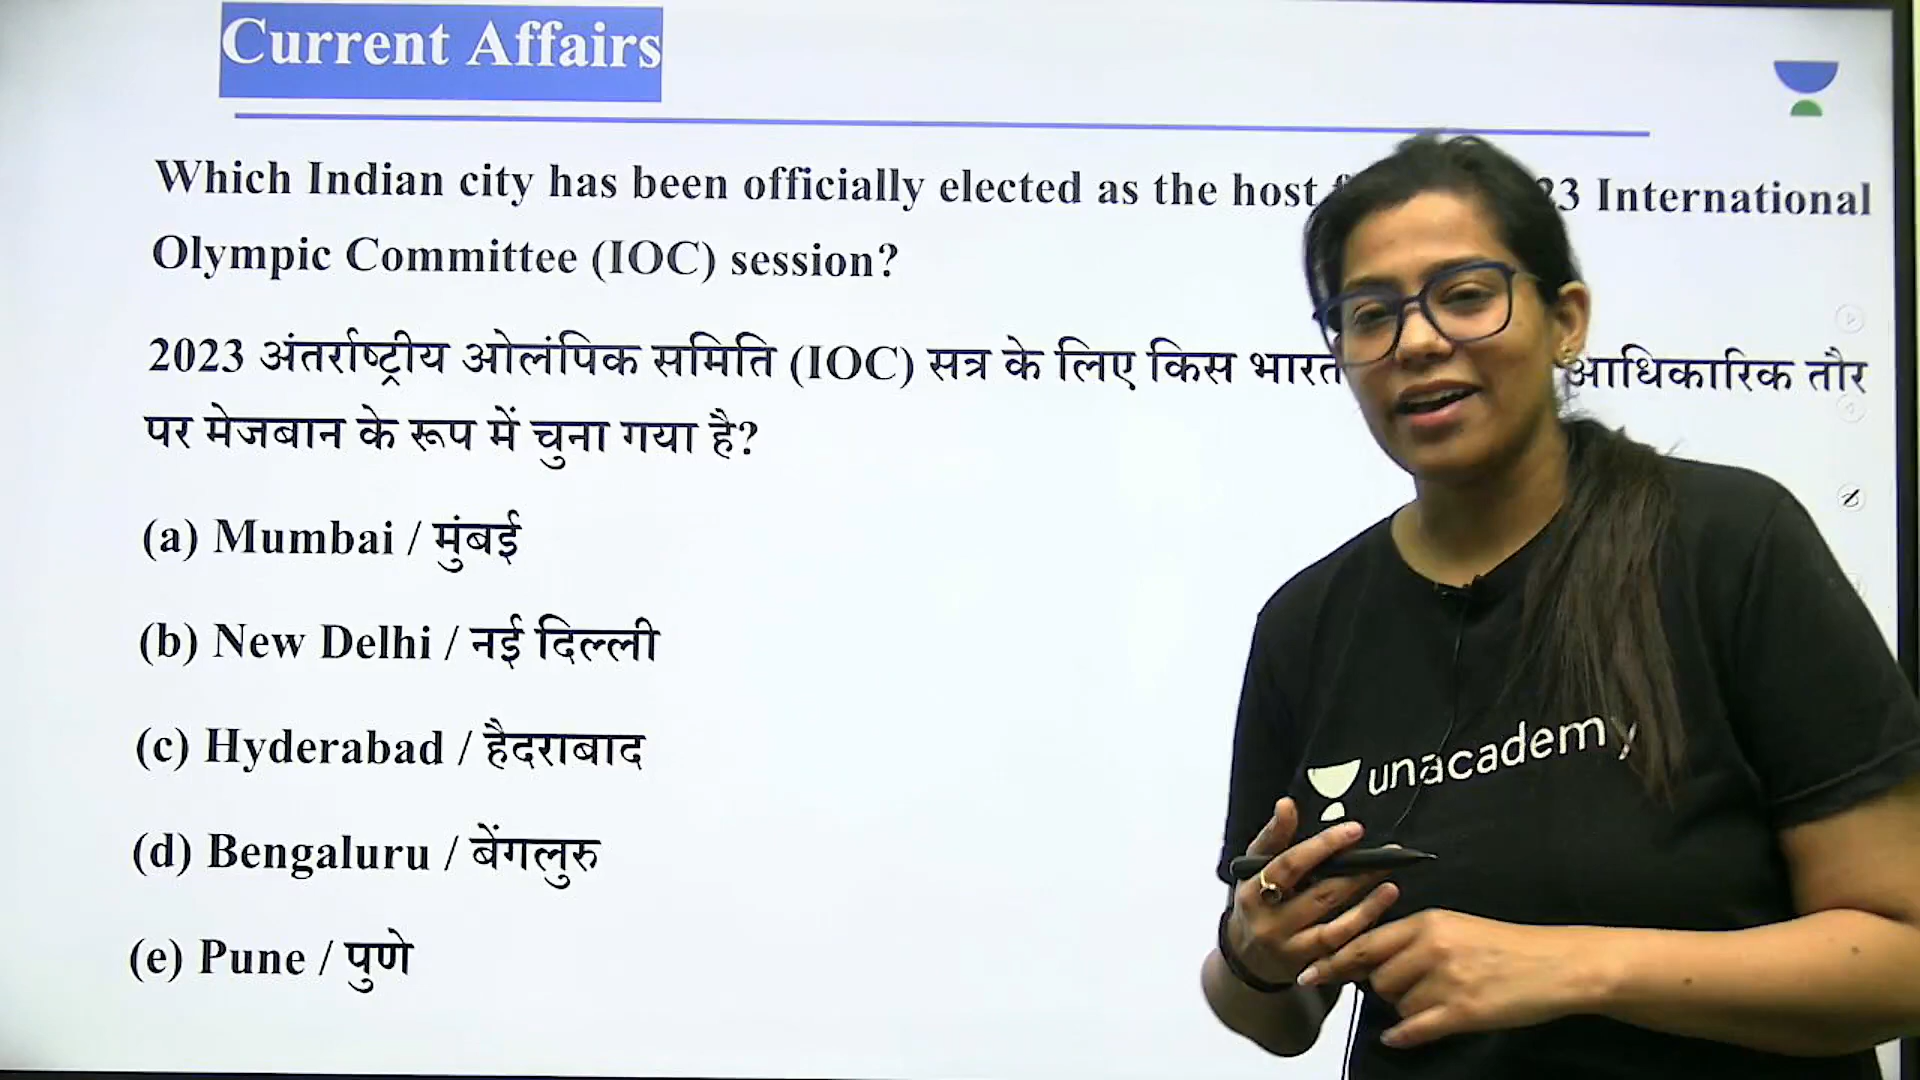 Current Affairs
Which Indian city has been officially elected as the host 23 International
Olympic Committee (IOC) session?
2023 अंतर्राष्ट्रीय ओलंपिक समिति (IOC) सत्र के लिए किस भारत आधिकारिक तौर
पर मेजबान के रूप में चुना गया है?
(a) Mumbai / मुंबई
(b) New Delhi / नई दिल्ली
(c) Hyderabad / हैदराबाद
(d) Bengaluru / बेंगलुरु
(e) Pune / पुणे
unacademy